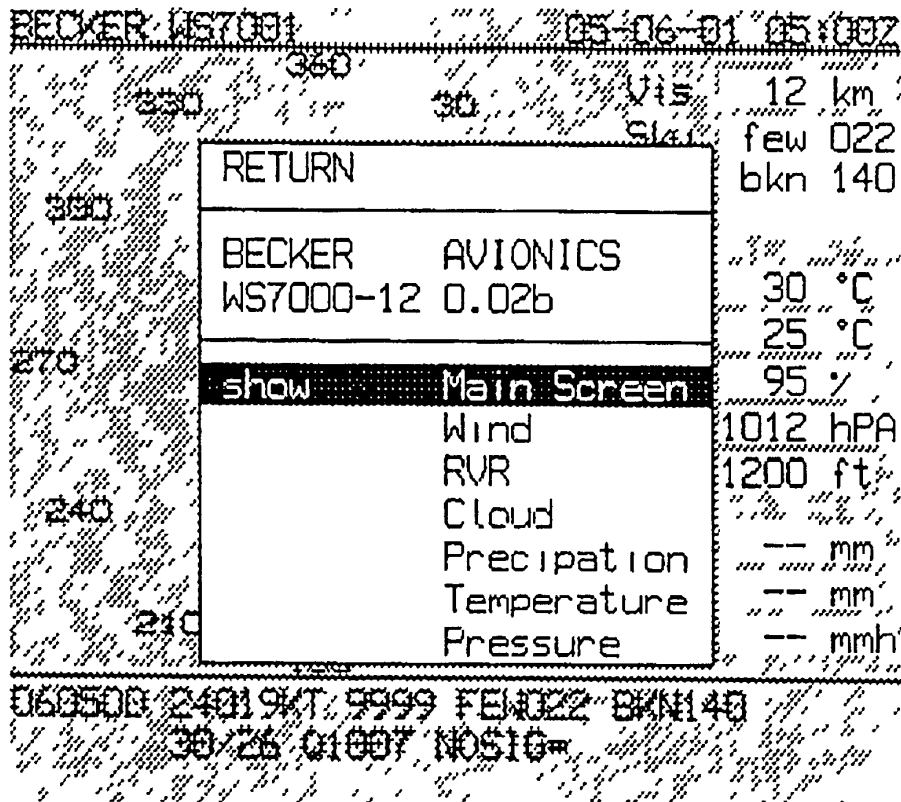 BECKER WS7001 05-06-01 05:00Z
360
330 30 Vis 12 km
Sky few 022
bkn 140
RETURN
300
BECKER AVIONICS
WS7000-12 0.02b
30 °C
25 °C
270
show Main Screen 95 %
Wind 1012 hPA
RVR 1200 ft
240 Cloud
Precipation -- mm
Temperature -- mm
210 Pressure -- mmh
060500 24019KT 9999 FEW022 BKN140
30/26 Q1007 NOSIG=